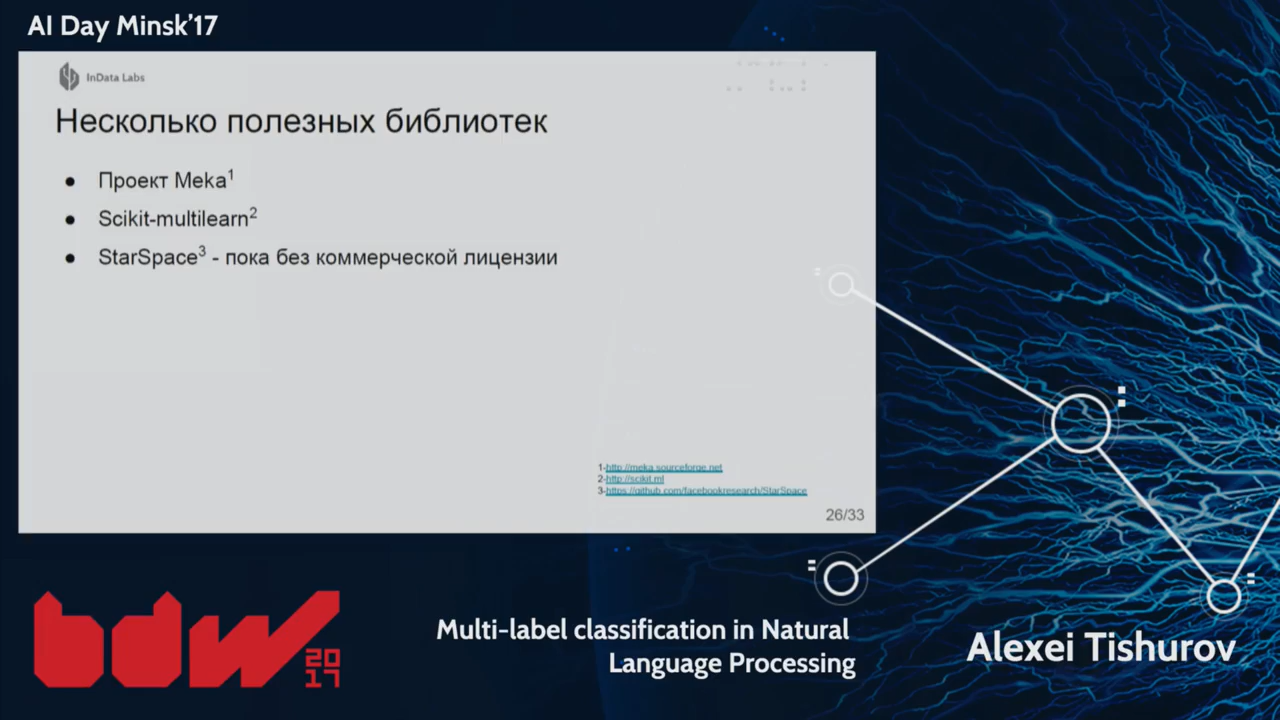 AI Day Minsk'17
InData Labs
Несколько полезных библиотек
● Проект Meka¹
● Scikit-multilearn²
● StarSpace³ - пока без коммерческой лицензии
1-http://meka.sourceforge.net
2-http://scikit.ml
3-https://github.com/facebookresearch/StarSpace
26/33
bdw
2017
Multi-label classification in Natural
Language Processing
Alexei Tishurov